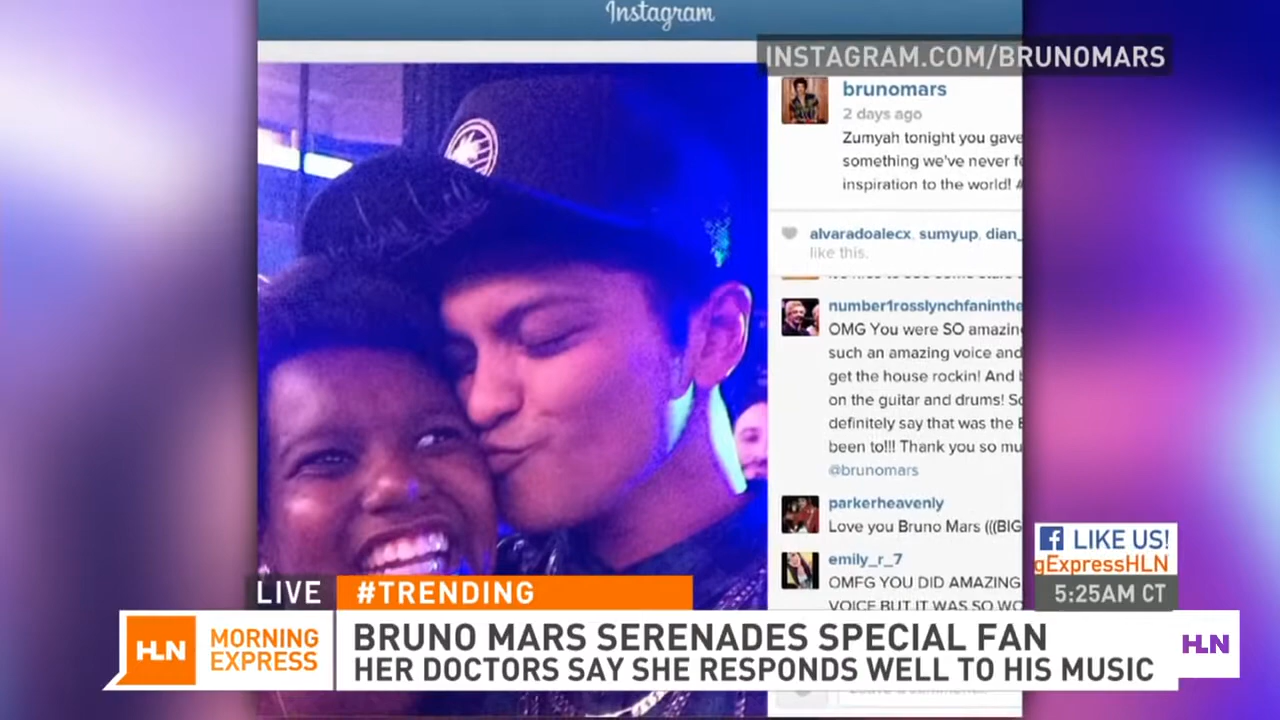 Instagram
INSTAGRAM.COM/BRUNOMARS
brunomars
2 days ago
Zumyah tonight you gave
something we've never fe
inspiration to the world! #
alvaradoalecx, sumyup, dian_
like this.
number1rosslynchfaninthe
OMG You were SO amazin
such an amazing voice and
get the house rockin! And b
on the guitar and drums! So
definitely say that was the B
been to!!! Thank you so mu
@brunomars
parkerheavenly
Love you Bruno Mars (((BIG
emily_r_7
OMFG YOU DID AMAZING
VOICE BUT IT WAS SO WO
LIKE US!
gExpressHLN
5:25AM CT
LIVE
#TRENDING
HLN
MORNING
EXPRESS
BRUNO MARS SERENADES SPECIAL FAN
HER DOCTORS SAY SHE RESPONDS WELL TO HIS MUSIC
HLN